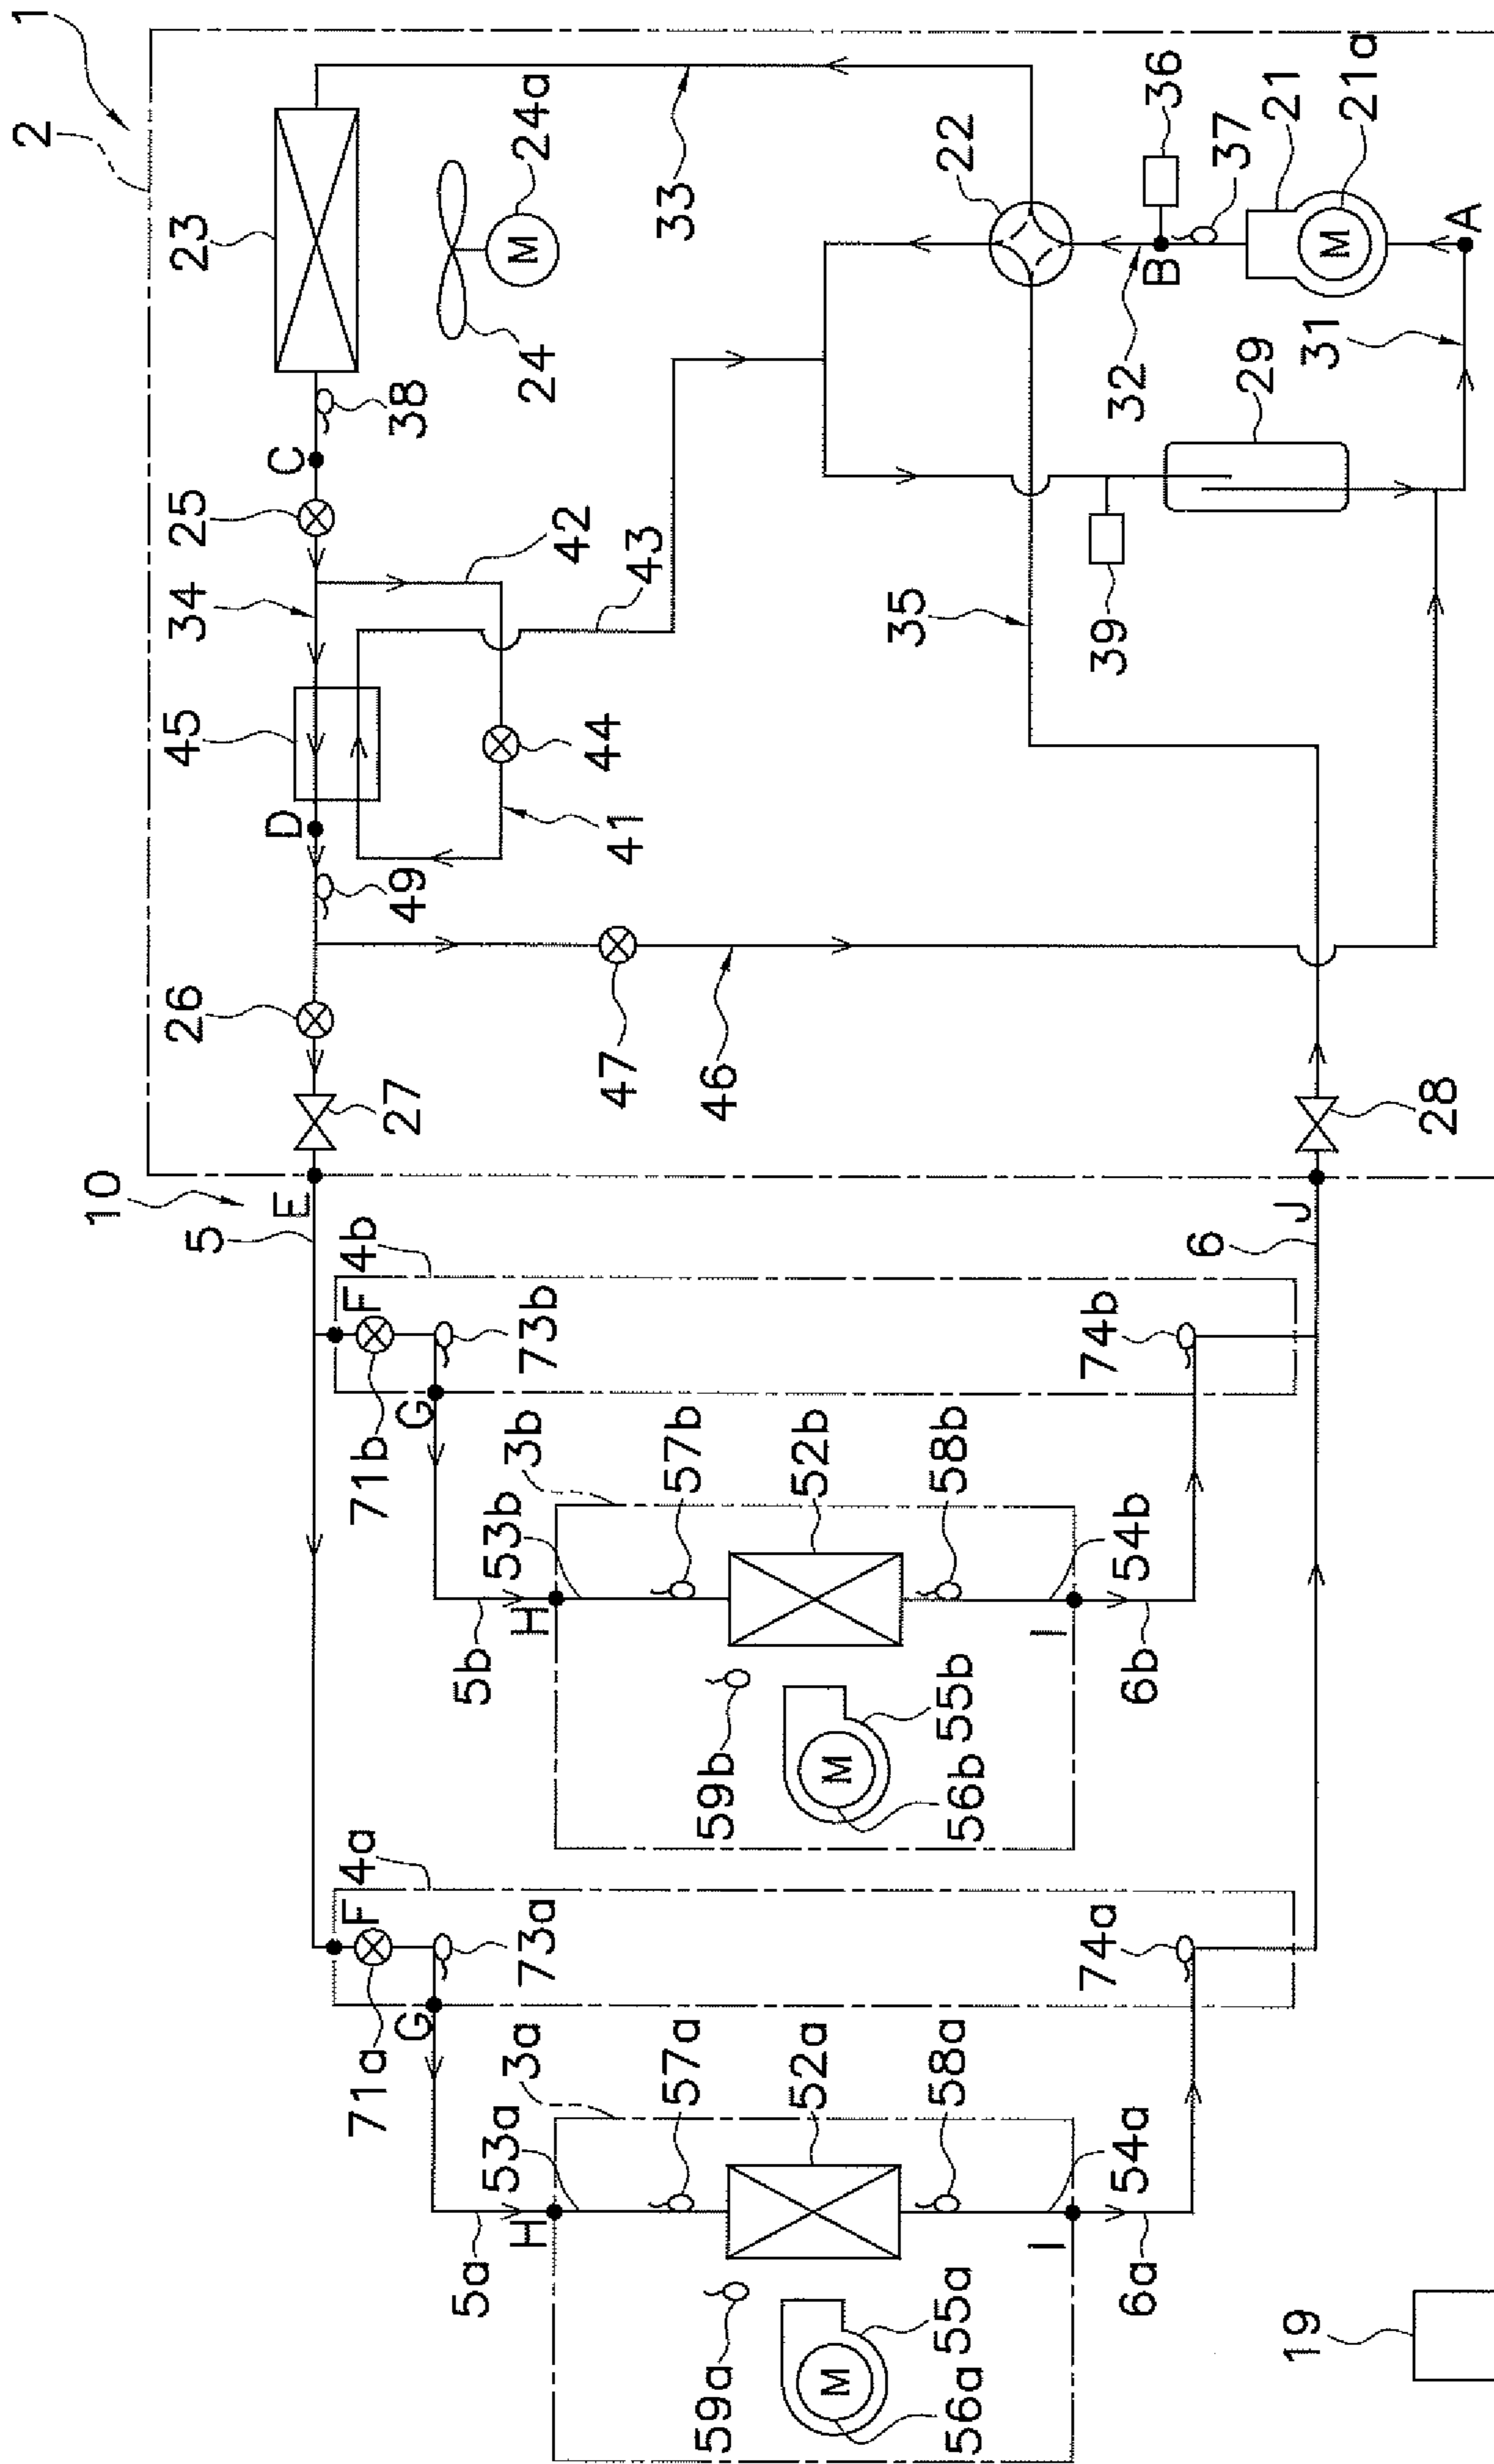 1
2
10
5
E
26
D
45
34
25
C
23
4a
4b
F
F
71a
G
73a
71b
G
73b
27
49
38
41
44
42
24
24a
5a
H
53a
3a
5b
H
53b
3b
47
43
33
59a
57a
59b
57b
46
52a
52b
M
M
M
56a
55a
58a
56b
55b
58b
35
22
I
74a
I
74b
39
32
B
36
6a
54a
6b
54b
6
37
29
21
19
J
31
M
21a
28
A